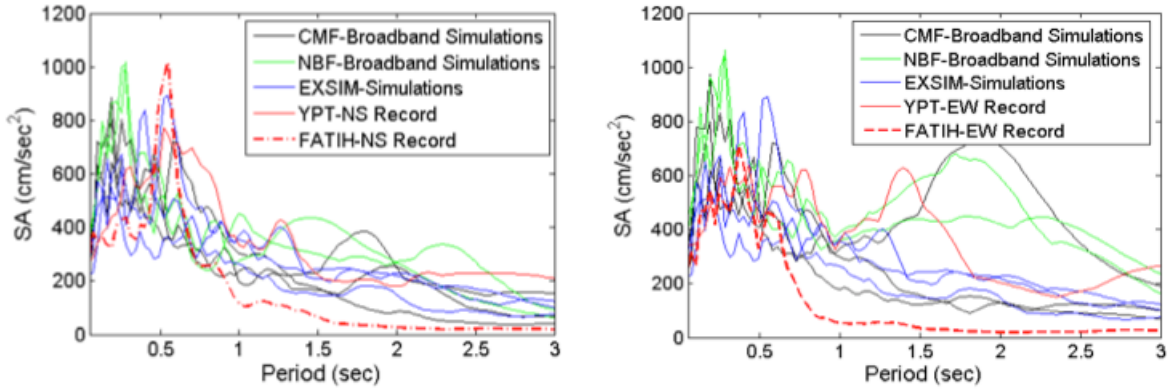 1200
1000
800
600
400
200
0
SA (cm/sec²)
0.5
1
1.5
2
2.5
3
Period (sec)
CMF-Broadband Simulations
NBF-Broadband Simulations
EXSIM-Simulations
YPT-NS Record
FATIH-NS Record
1200
1000
800
600
400
200
0
SA (cm/sec²)
0.5
1
1.5
2
2.5
3
Period (sec)
CMF-Broadband Simulations
NBF-Broadband Simulations
EXSIM-Simulations
YPT-EW Record
FATIH-EW Record